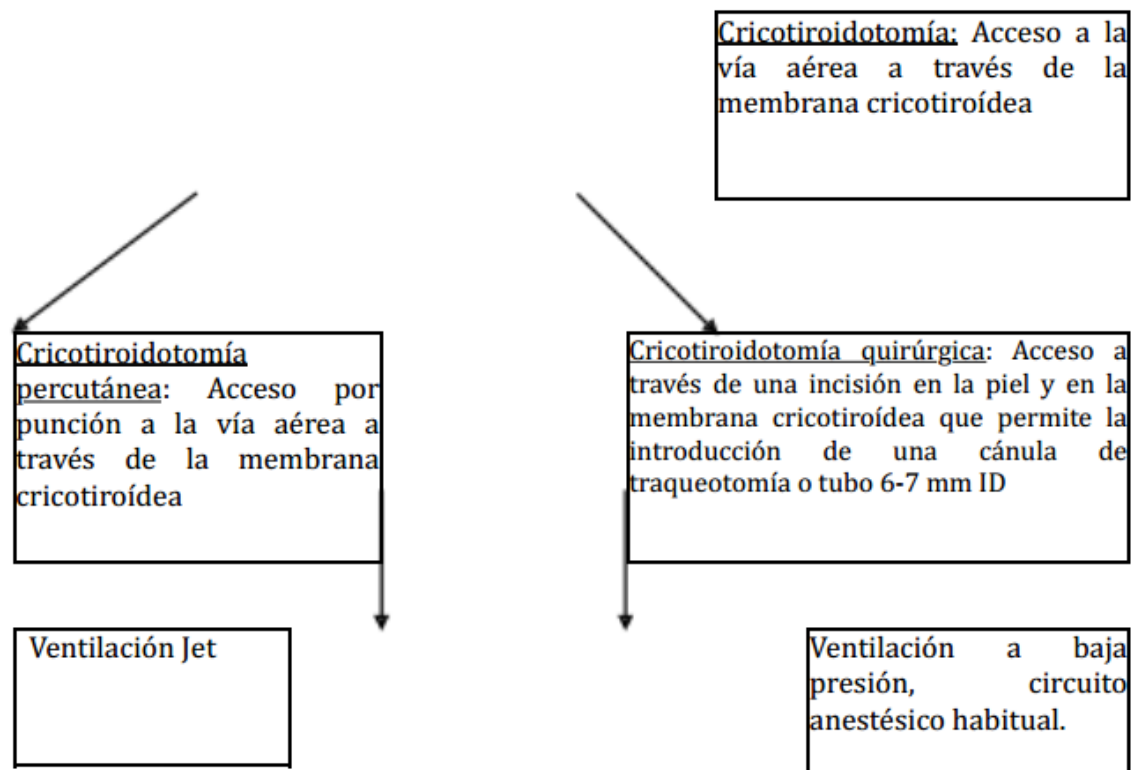 Cricotiroidotomía: Acceso a la
vía aérea a través de la
membrana cricotiroídea
Cricotiroidotomía
percutánea: Acceso por
punción a la vía aérea a
través de la membrana
cricotiroídea
Cricotiroidotomía quirúrgica: Acceso a
través de una incisión en la piel y en la
membrana cricotiroídea que permite la
introducción de una cánula de
traqueotomía o tubo 6-7 mm ID
Ventilación Jet
Ventilación a baja
presión, circuito
anestésico habitual.